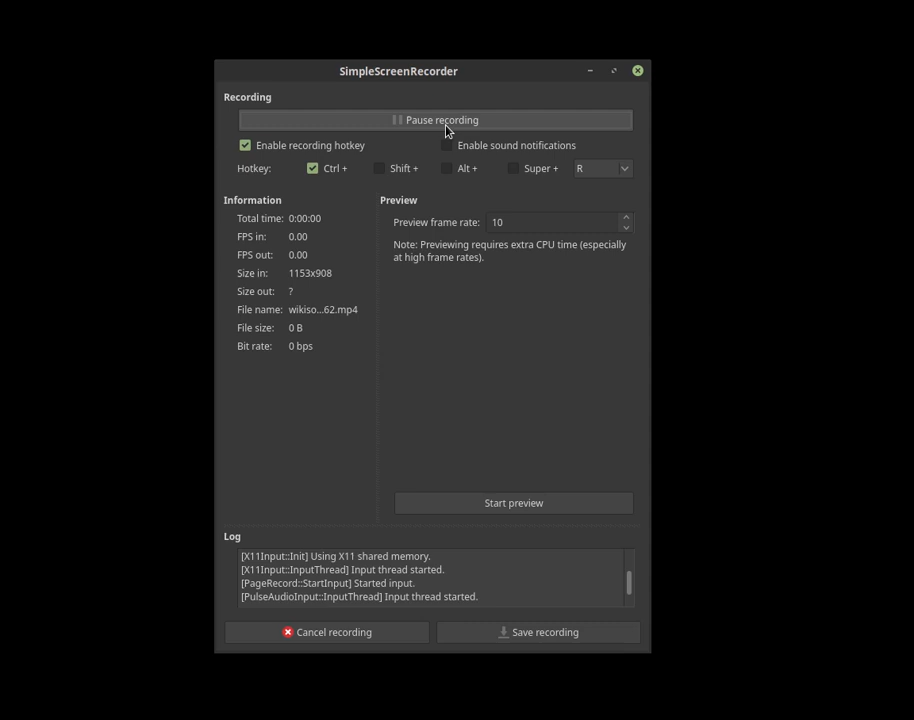 SimpleScreenRecorder
Recording
Pause recording
Enable recording hotkey
Enable sound notifications
Hotkey: Ctrl + Shift + Alt + Super + R
Information
Total time: 0:00:00
FPS in: 0.00
FPS out: 0.00
Size in: 1153x908
Size out: ?
File name: wikiso...62.mp4
File size: 0 B
Bit rate: 0 bps
Preview
Preview frame rate: 10
Note: Previewing requires extra CPU time (especially
at high frame rates).
Start preview
Log
[X11Input::Init] Using X11 shared memory.
[X11Input::InputThread] Input thread started.
[PageRecord::StartInput] Started input.
[PulseAudioInput::InputThread] Input thread started.
Cancel recording
Save recording